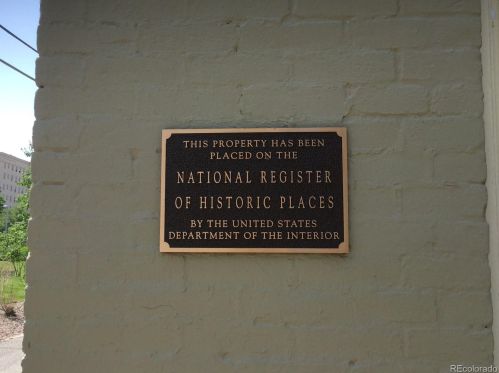 THIS PROPERTY HAS BEEN
PLACED ON THE
NATIONAL REGISTER
OF HISTORIC PLACES
BY THE UNITED STATES
DEPARTMENT OF THE INTERIOR
REcolorado